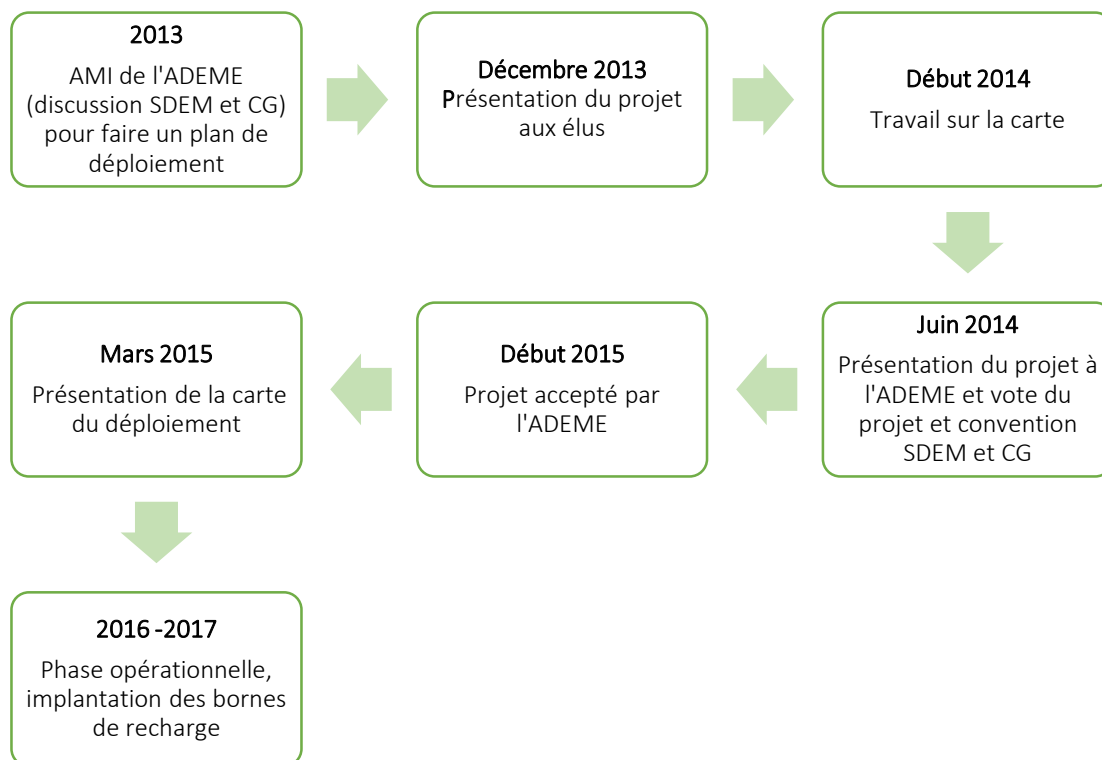 2013
AMI de l'ADEME
(discussion SDEM et CG)
pour faire un plan de
déploiement
Décembre 2013
Présentation du projet
aux élus
Début 2014
Travail sur la carte
Juin 2014
Présentation du projet à
l'ADEME et vote du
projet et convention
SDEM et CG
Début 2015
Projet accepté par
l'ADEME
Mars 2015
Présentation de la carte
du déploiement
2016 -2017
Phase opérationnelle,
implantation des bornes
de recharge